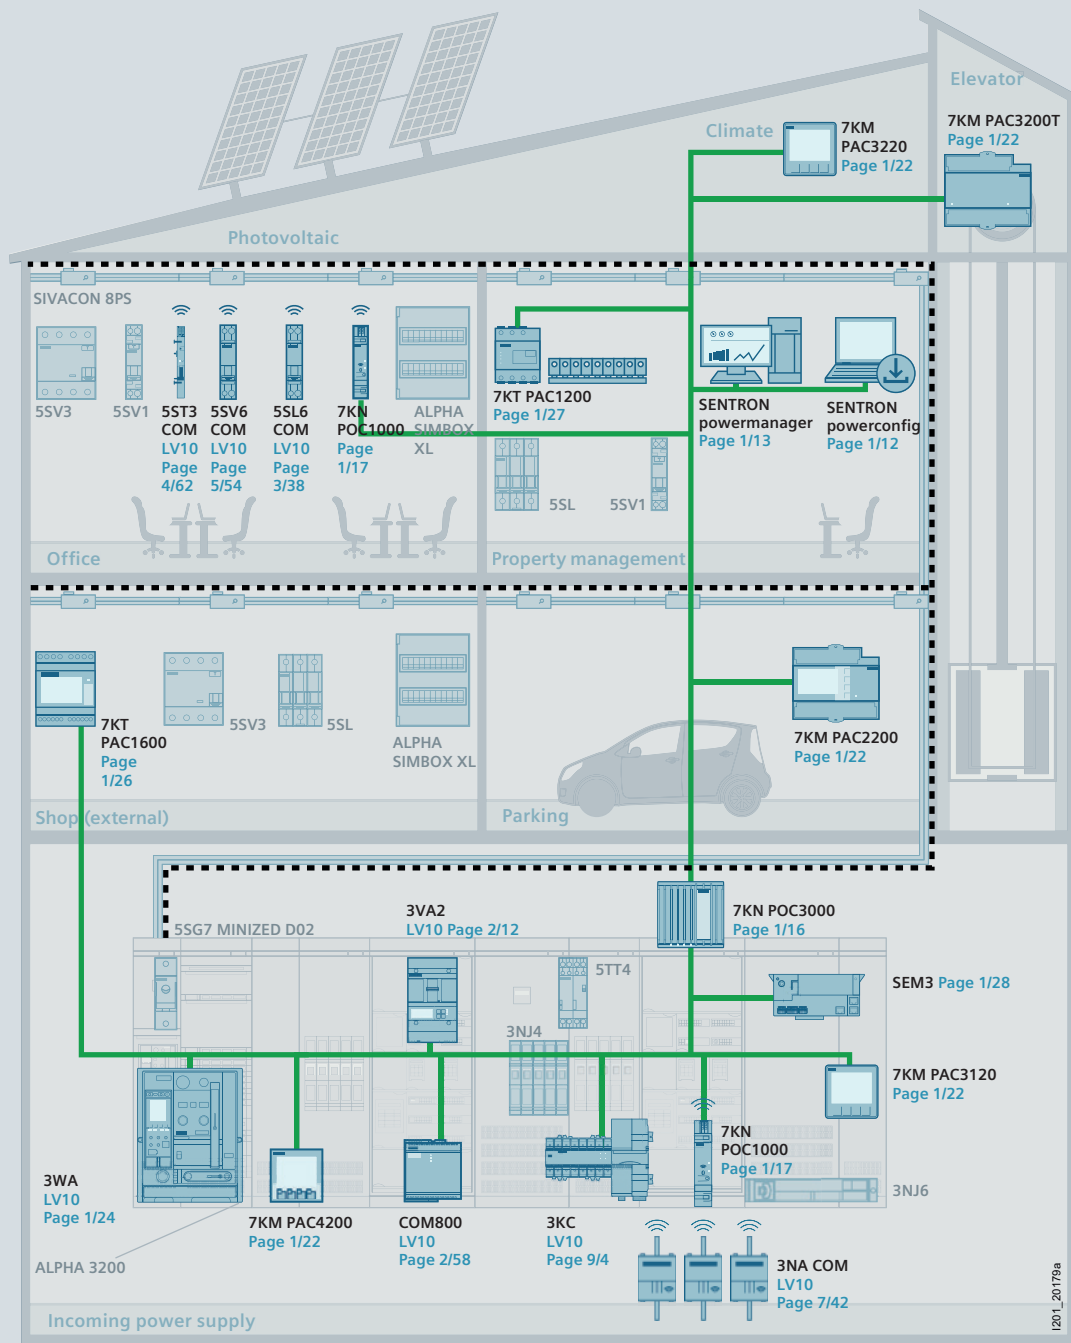 Elevator
Climate
7KM
PAC3220
Page 1/22
7KM PAC3200T
Page 1/22
Photovoltaic
SIVACON 8PS
5SV3
5SV1
5ST3
COM
LV10
Page
4/62
5SV6
COM
LV10
Page
5/54
5SL6
COM
LV10
Page
3/38
7KN
POC1000
Page
1/17
ALPHA
SIMBOX
XL
7KT PAC1200
Page 1/27
SENTRON
powermanager
Page 1/13
SENTRON
powerconfig
Page 1/12
5SL
5SV1
Office
Property management
7KT
PAC1600
Page
1/26
5SV3
5SL
ALPHA
SIMBOX XL
7KM PAC2200
Page 1/22
Shop (external)
Parking
5SG7 MINIZED D02
3VA2
LV10 Page 2/12
7KN POC3000
Page 1/16
5TT4
SEM3 Page 1/28
3NJ4
7KM PAC3120
Page 1/22
7KN
POC1000
Page 1/17
3WA
LV10
Page 1/24
3NJ6
7KM PAC4200
Page 1/22
COM800
LV10
Page 2/58
3KC
LV10
Page 9/4
ALPHA 3200
3NA COM
LV10
Page 7/42
Incoming power supply
I201_20179a